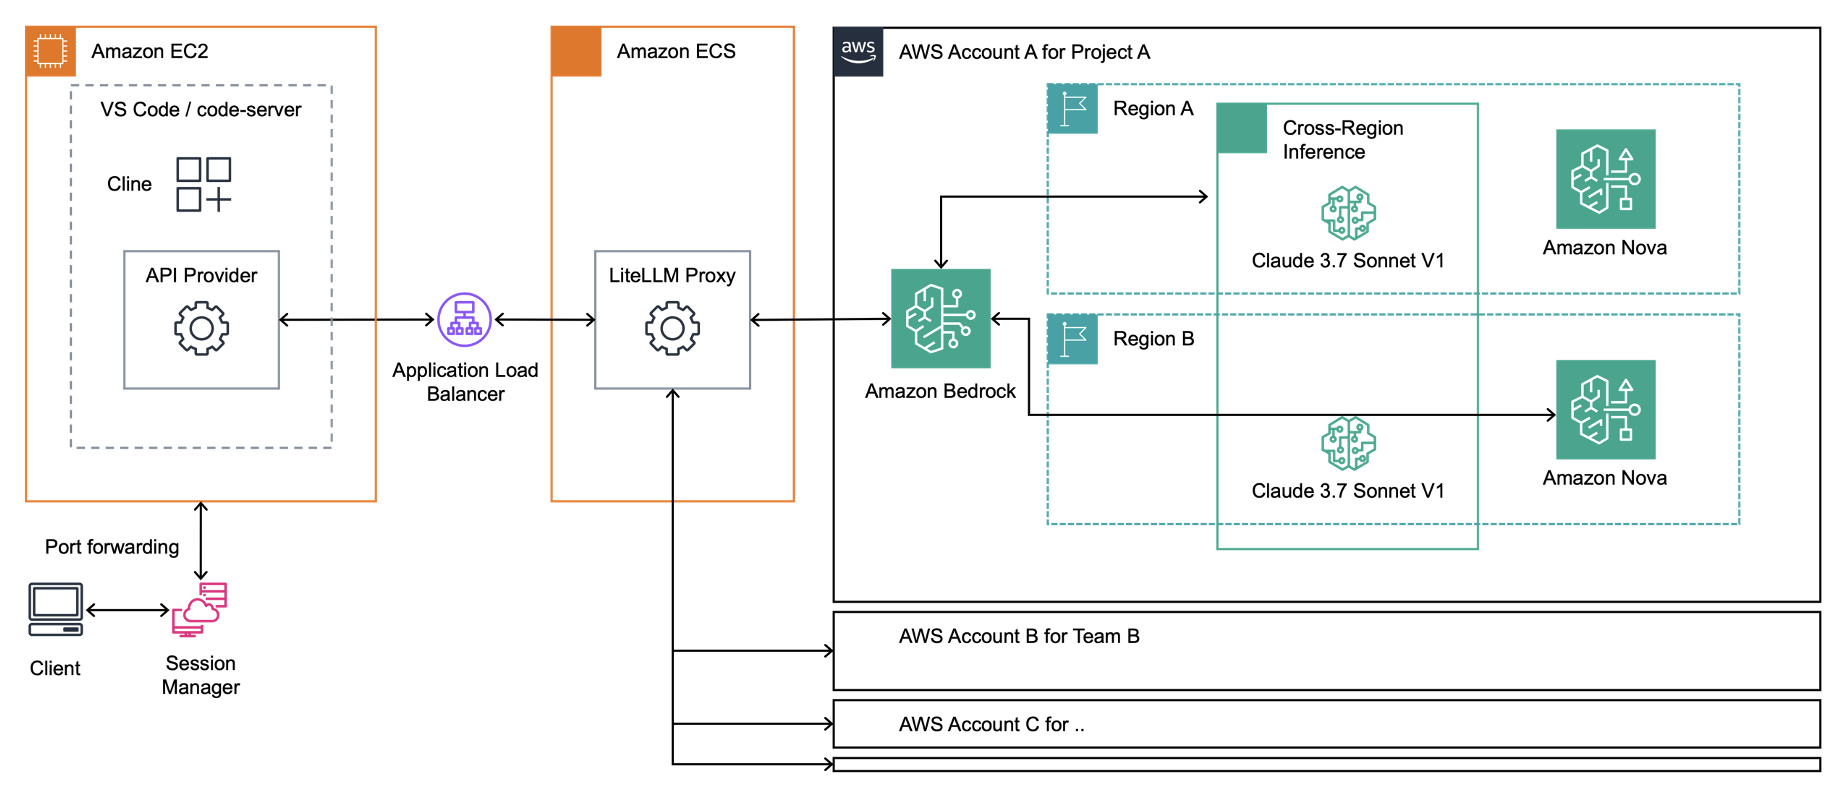 Amazon EC2
VS Code / code-server
Cline
API Provider
Application Load
Balancer
Port forwarding
Client
Session
Manager
Amazon ECS
LiteLLM Proxy
aws
AWS Account A for Project A
Region A
Cross-Region
Inference
Claude 3.7 Sonnet V1
Amazon Nova
Amazon Bedrock
Region B
Claude 3.7 Sonnet V1
Amazon Nova
AWS Account B for Team B
AWS Account C for ..